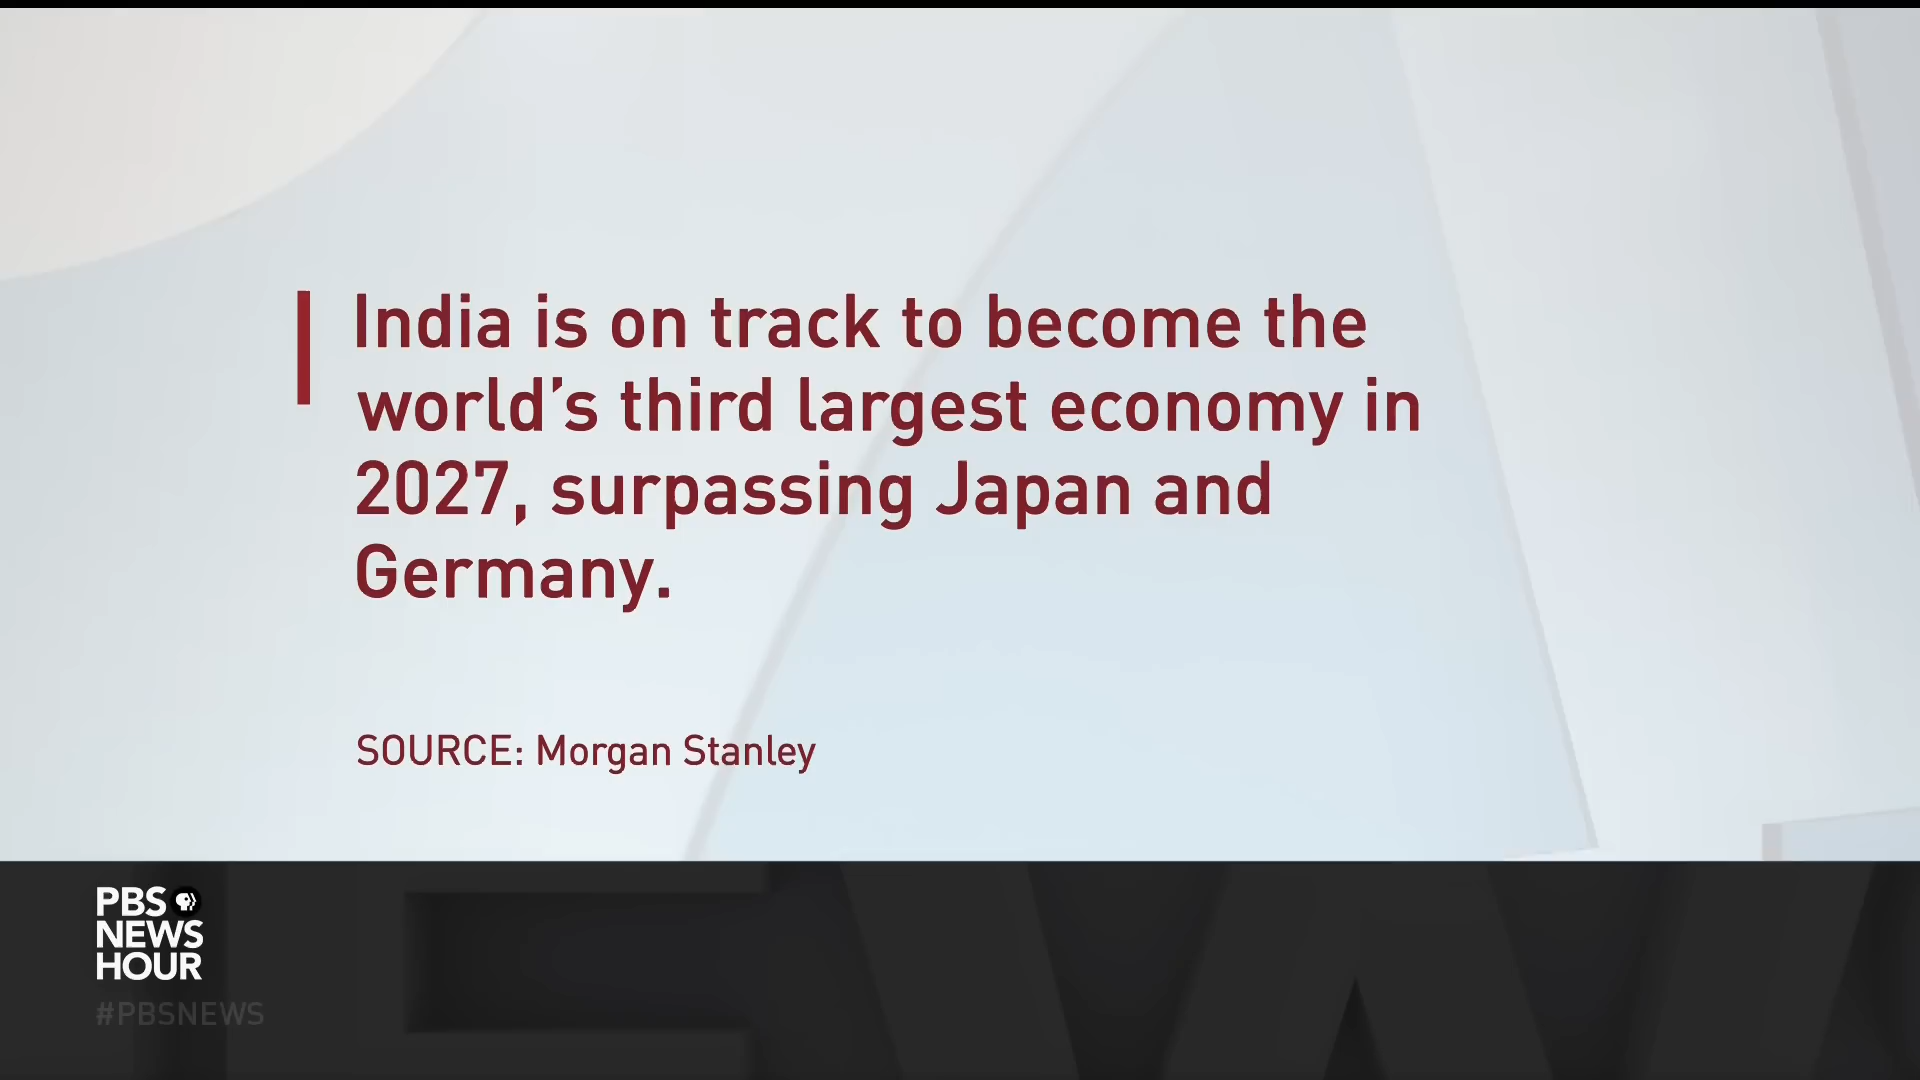 India is on track to become the
world’s third largest economy in
2027, surpassing Japan and
Germany.
SOURCE: Morgan Stanley
PBS
NEWS
HOUR
#PBSNEWS